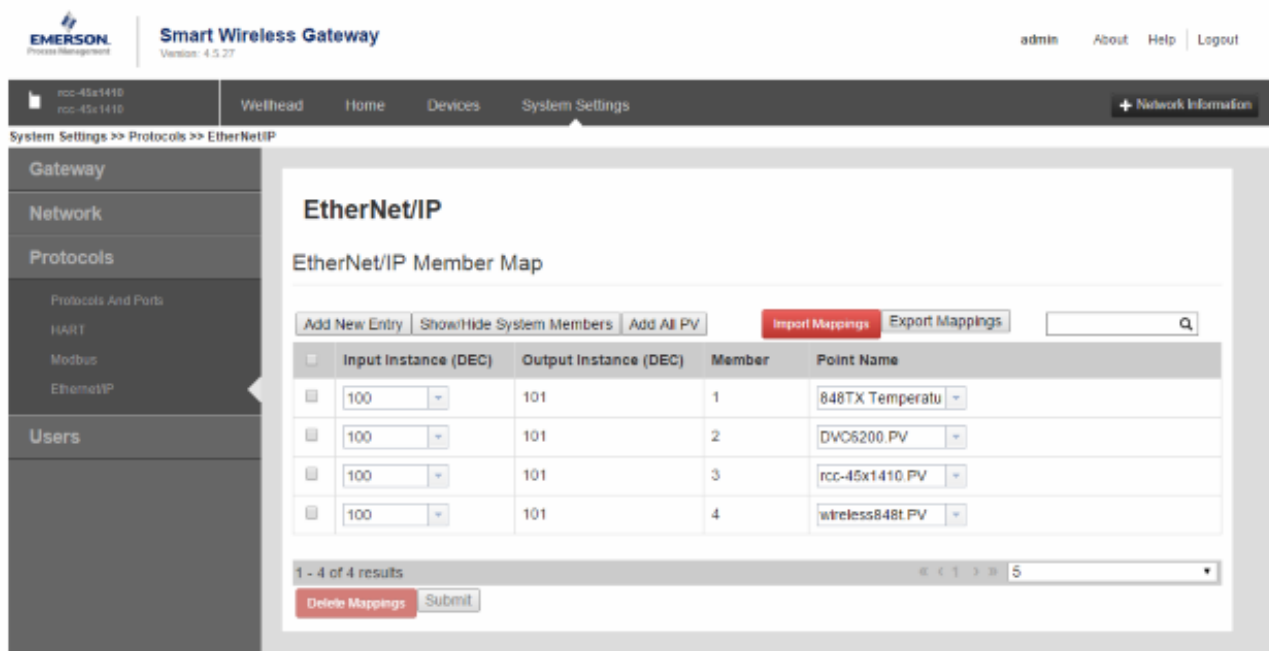 EMERSON.
Process Management
Smart Wireless Gateway
Version: 4.5.27
admin About Help Logout
rcc-45x1410
rcc-45x1410
Wellhead Home Devices System Settings
+ Network Information
System Settings >> Protocols >> EtherNet/IP
Gateway
Network
Protocols
Protocols And Ports
HART
Modbus
Ethernet/IP
Users
EtherNet/IP
EtherNet/IP Member Map
Add New Entry Show/Hide System Members Add All PV Import Mappings Export Mappings
Input Instance (DEC) Output Instance (DEC) Member Point Name
100 101 1 848TX Temperatu
100 101 2 DVC6200.PV
100 101 3 rcc-45x1410.PV
100 101 4 wireless848t.PV
1 - 4 of 4 results « ‹ 1 › » 5
Delete Mappings Submit